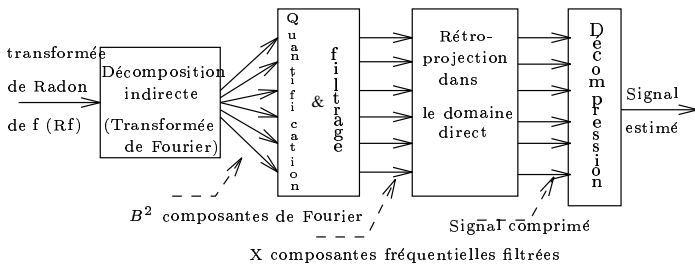 transformée
de Radon
de f (Rf)
Décomposition
indirecte
(Transformée
de Fourier)
Quantification
&
filtrage
Rétro-
projection
dans
le domaine
direct
Décompression
Signal
estimé
B² composantes de Fourier
Signal comprimé
X composantes fréquentielles filtrées